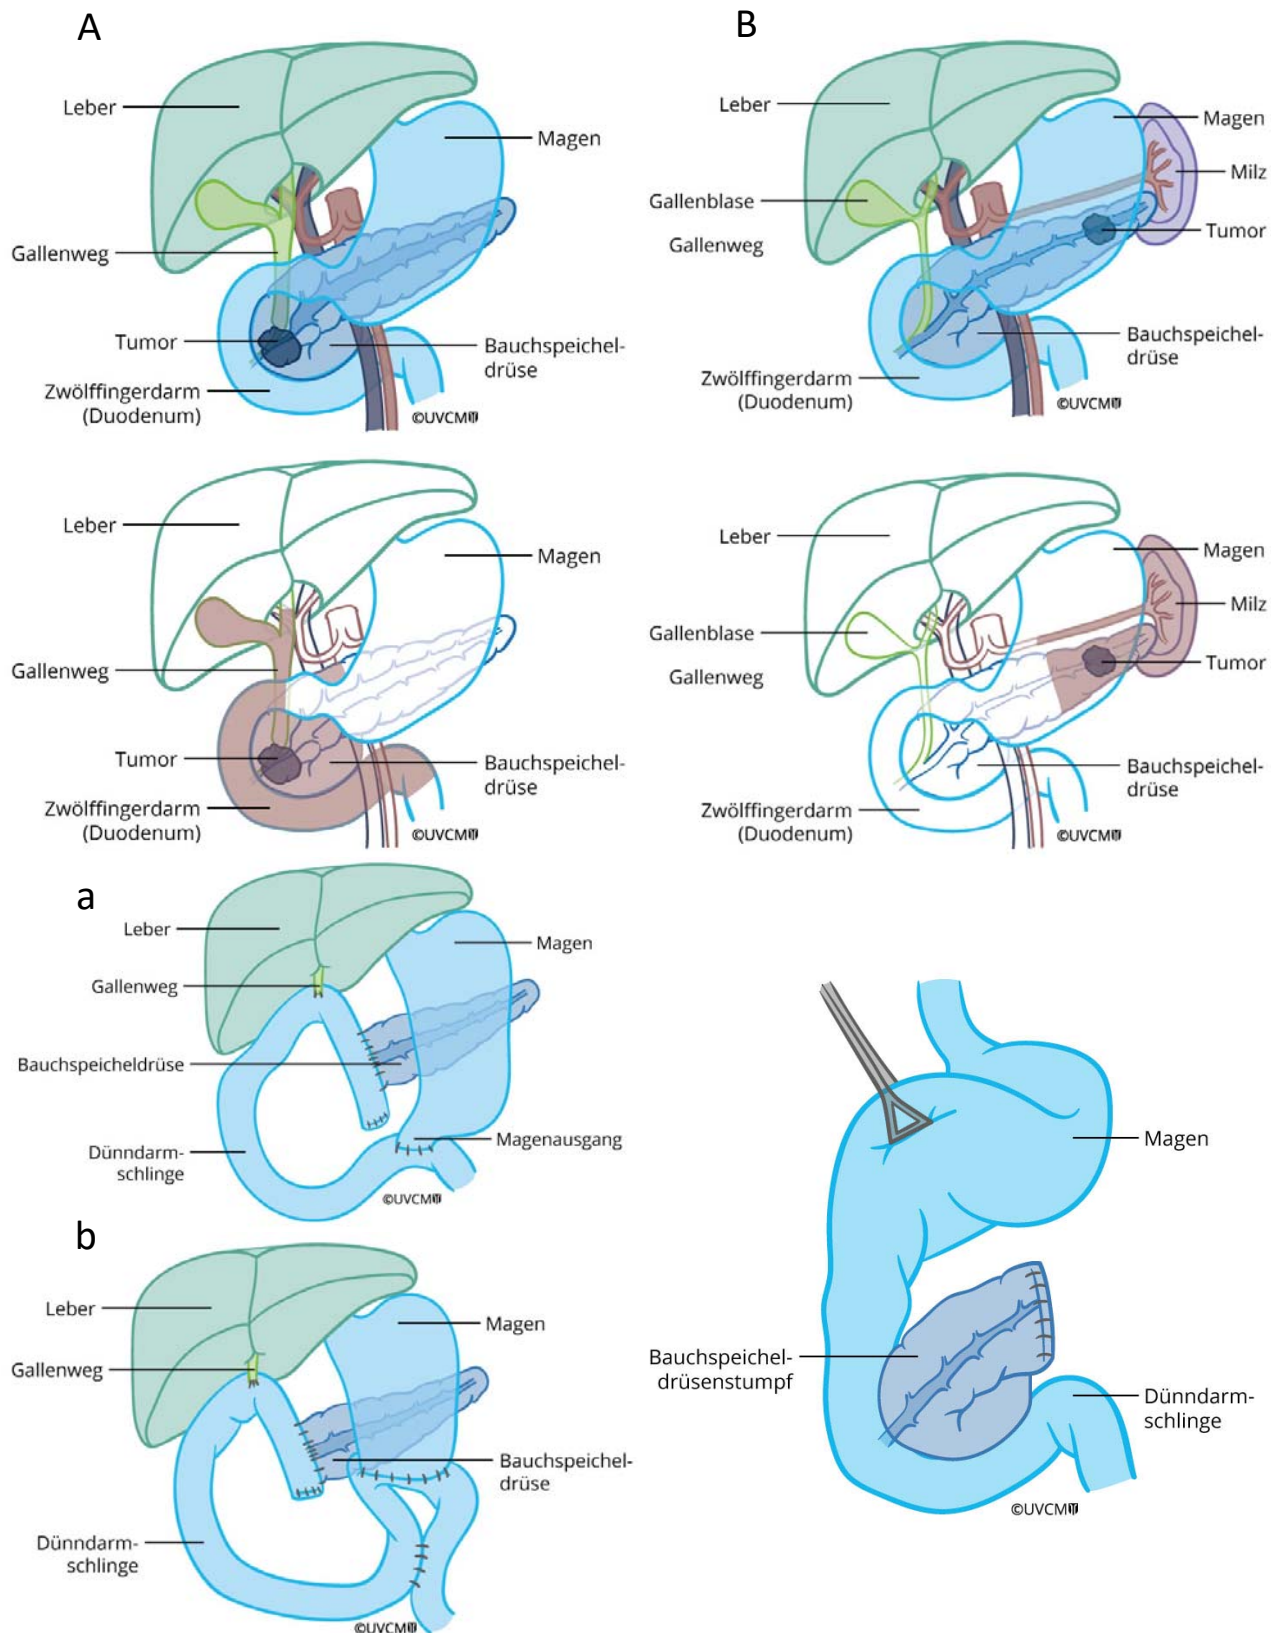 A
Leber
Magen
Gallenweg
Tumor
Bauchspeichel-
drüse
Zwölffingerdarm
(Duodenum)
©UVCM
B
Leber
Magen
Milz
Gallenblase
Gallenweg
Tumor
Bauchspeichel-
drüse
Zwölffingerdarm
(Duodenum)
©UVCM
Leber
Magen
Gallenweg
Tumor
Bauchspeichel-
drüse
Zwölffingerdarm
(Duodenum)
©UVCM
Leber
Magen
Milz
Gallenblase
Gallenweg
Tumor
Bauchspeichel-
drüse
Zwölffingerdarm
(Duodenum)
©UVCM
a
Leber
Magen
Gallenweg
Bauchspeicheldrüse
Magenausgang
Dünndarm-
schlinge
©UVCM
b
Leber
Magen
Gallenweg
Bauchspeichel-
drüse
Dünndarm-
schlinge
©UVCM
Magen
Bauchspeichel-
drüsenstumpf
Dünndarm-
schlinge
©UVCM